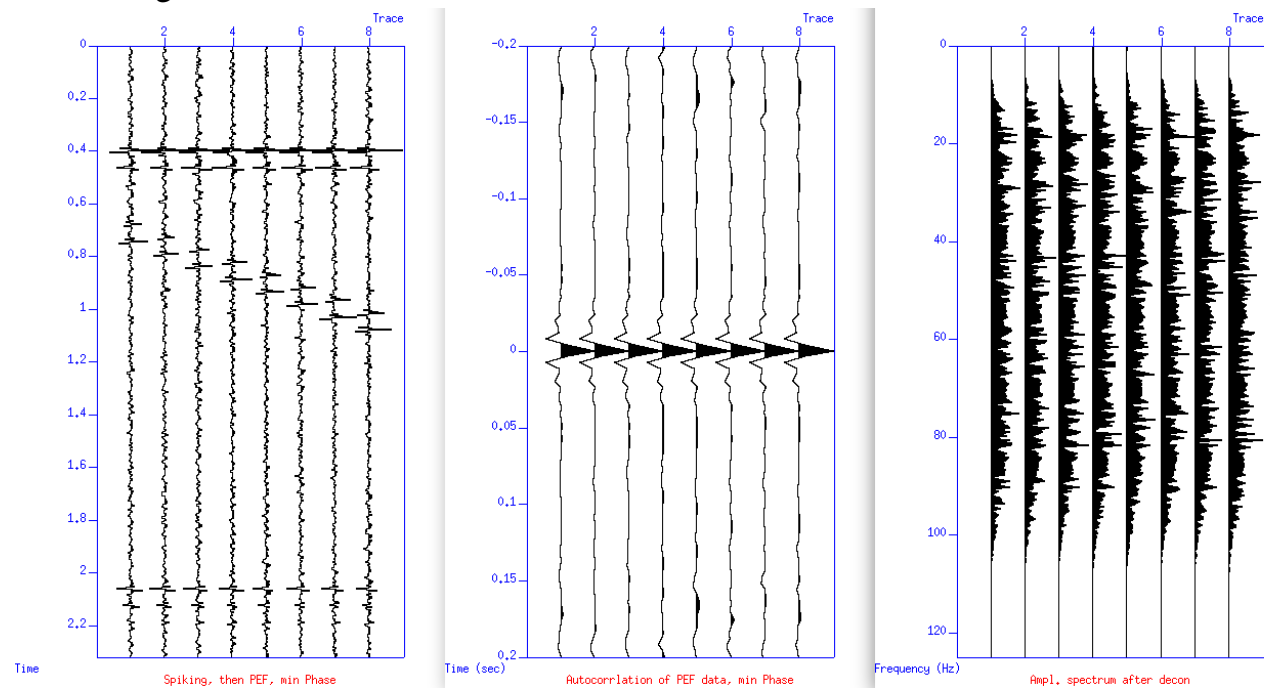 Trace
2 4 6 8
0
0.2
0.4
0.6
0.8
1
1.2
1.4
1.6
1.8
2
2.2
Time
Spiking, then PEF, min Phase
Trace
2 4 6 8
-0.2
-0.15
-0.1
-0.05
0
0.05
0.1
0.15
0.2
Time (sec)
Autocorrlation of PEF data, min Phase
Trace
2 4 6 8
0
20
40
60
80
100
120
Frequency (Hz)
Ampl. spectrum after decon